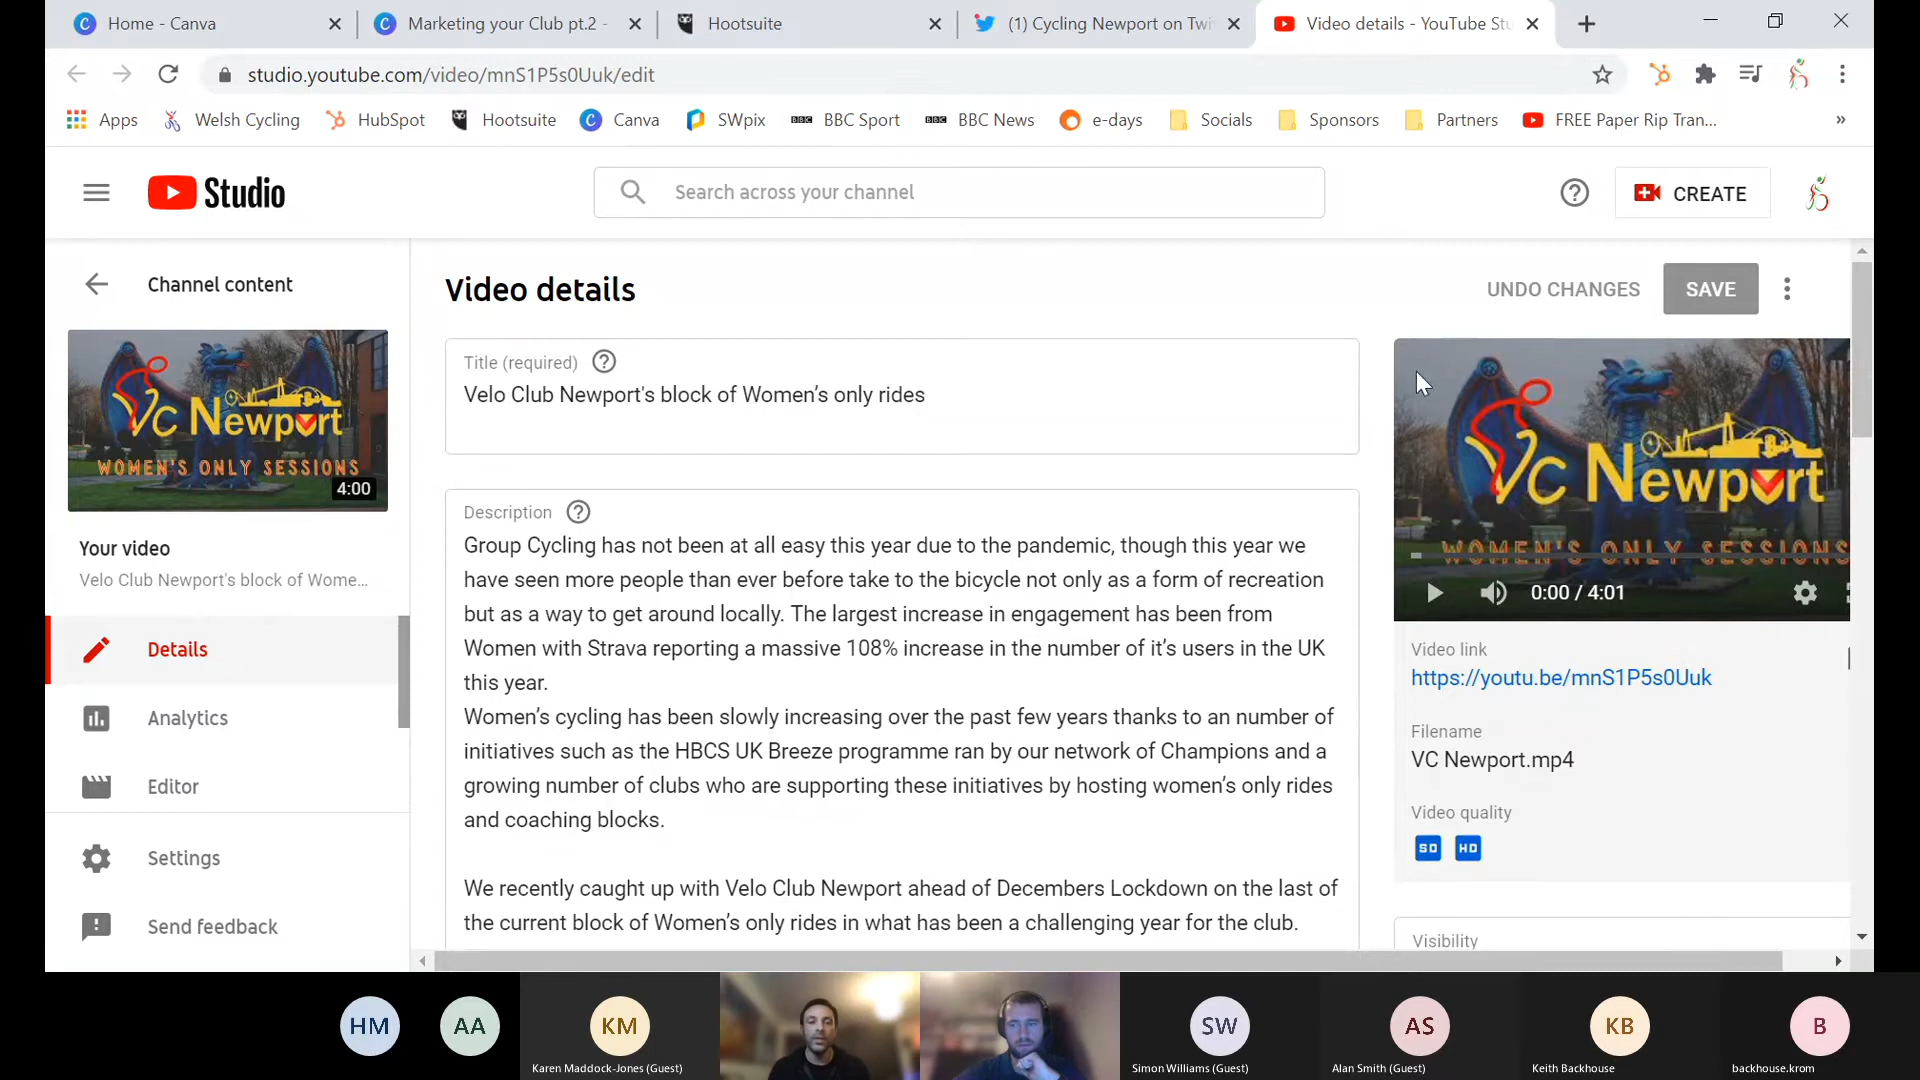 Home - Canva
Marketing your Club pt.2 -
Hootsuite
(1) Cycling Newport on Twi
Video details - YouTube Stu
studio.youtube.com/video/mnS1P5s0Uuk/edit
Apps
Welsh Cycling
HubSpot
Hootsuite
Canva
SWpix
BBC BBC Sport
BBC BBC News
e-days
Socials
Sponsors
Partners
FREE Paper Rip Tran...
»
Studio
Search across your channel
CREATE
Channel content
Video details
UNDO CHANGES
SAVE
VC Newport
WOMEN'S ONLY SESSIONS
4:00
Your video
Velo Club Newport's block of Wome...
Details
Analytics
Editor
Settings
Send feedback
Title (required)
Velo Club Newport's block of Women’s only rides
Description
Group Cycling has not been at all easy this year due to the pandemic, though this year we
have seen more people than ever before take to the bicycle not only as a form of recreation
but as a way to get around locally. The largest increase in engagement has been from
Women with Strava reporting a massive 108% increase in the number of it’s users in the UK
this year.
Women’s cycling has been slowly increasing over the past few years thanks to an number of
initiatives such as the HBCS UK Breeze programme ran by our network of Champions and a
growing number of clubs who are supporting these initiatives by hosting women’s only rides
and coaching blocks.
We recently caught up with Velo Club Newport ahead of Decembers Lockdown on the last of
the current block of Women’s only rides in what has been a challenging year for the club.
VC Newport
WOMEN'S ONLY SESSIONS
0:00 / 4:01
Video link
https://youtu.be/mnS1P5s0Uuk
Filename
VC Newport.mp4
Video quality
SD HD
Visibility
HM
AA
KM
Karen Maddock-Jones (Guest)
SW
Simon Williams (Guest)
AS
Alan Smith (Guest)
KB
Keith Backhouse
B
backhouse.krom